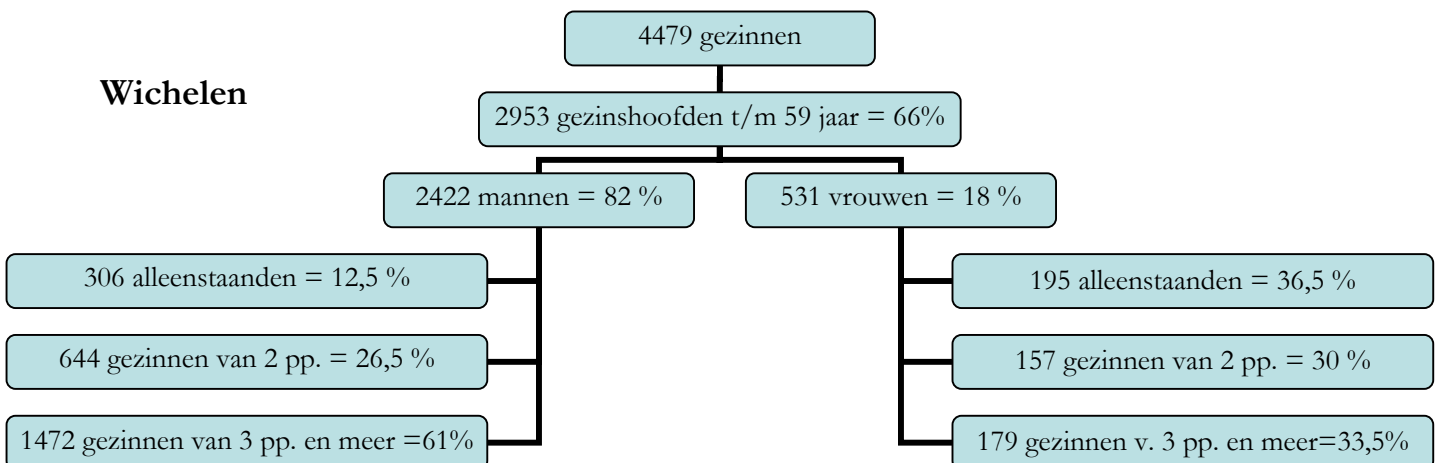 4479 gezinnen
Wichelen
2953 gezinshoofden t/m 59 jaar = 66%
2422 mannen = 82 %
531 vrouwen = 18 %
306 alleenstaanden = 12,5 %
195 alleenstaanden = 36,5 %
644 gezinnen van 2 pp. = 26,5 %
157 gezinnen van 2 pp. = 30 %
1472 gezinnen van 3 pp. en meer =61%
179 gezinnen v. 3 pp. en meer=33,5%